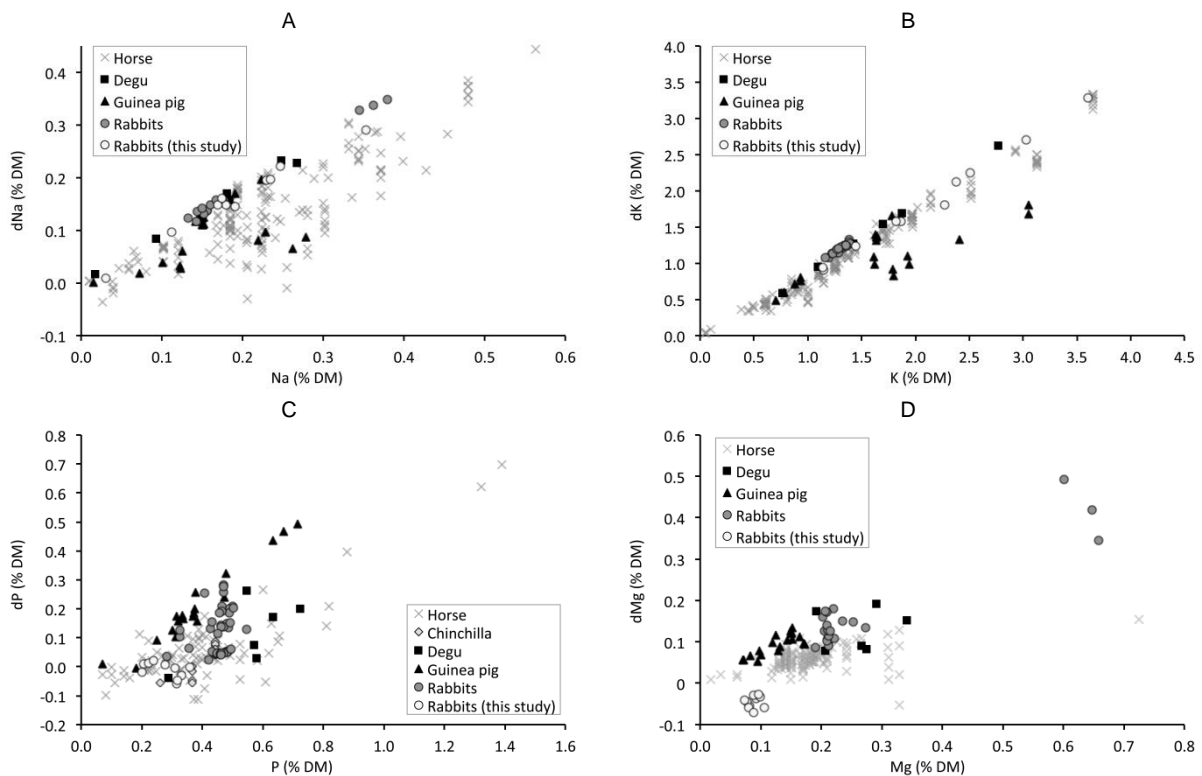 A
0.4
0.3
0.2
0.1
0.0
-0.1
dNa (% DM)
Horse
Degu
Guinea pig
Rabbits
Rabbits (this study)
0.0 0.1 0.2 0.3 0.4 0.5 0.6
Na (% DM)
B
4.0
3.5
3.0
2.5
2.0
1.5
1.0
0.5
0.0
dK (% DM)
Horse
Degu
Guinea pig
Rabbits
Rabbits (this study)
0.0 0.5 1.0 1.5 2.0 2.5 3.0 3.5 4.0 4.5
K (% DM)
C
0.8
0.7
0.6
0.5
0.4
0.3
0.2
0.1
0.0
-0.1
-0.2
dP (% DM)
Horse
Chinchilla
Degu
Guinea pig
Rabbits
Rabbits (this study)
0.0 0.2 0.4 0.6 0.8 1.0 1.2 1.4 1.6
P (% DM)
D
0.6
0.5
0.4
0.3
0.2
0.1
0
-0.1
dMg (% DM)
Horse
Degu
Guinea pig
Rabbits
Rabbits (this study)
0.0 0.1 0.2 0.3 0.4 0.5 0.6 0.7 0.8
Mg (% DM)